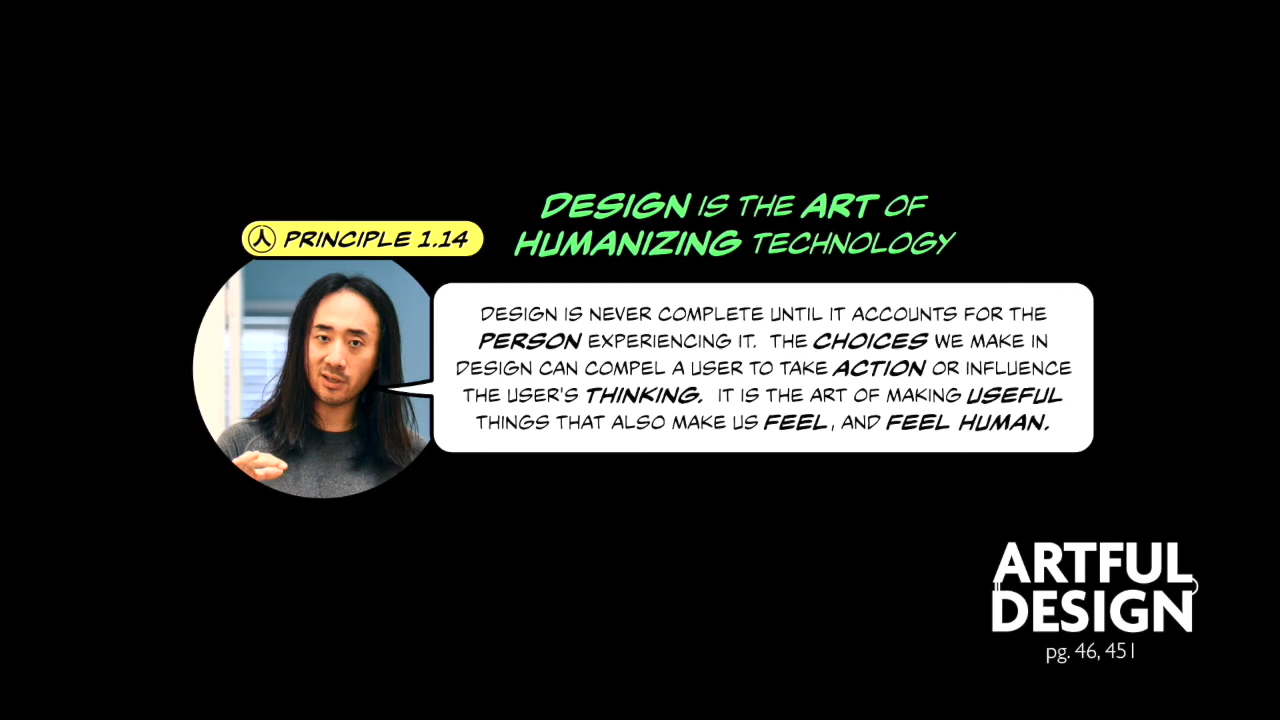 DESIGN IS THE ART OF
HUMANIZING TECHNOLOGY
PRINCIPLE 1.14
DESIGN IS NEVER COMPLETE UNTIL IT ACCOUNTS FOR THE
PERSON EXPERIENCING IT. THE CHOICES WE MAKE IN
DESIGN CAN COMPEL A USER TO TAKE ACTION OR INFLUENCE
THE USER'S THINKING. IT IS THE ART OF MAKING USEFUL
THINGS THAT ALSO MAKE US FEEL, AND FEEL HUMAN.
ARTFUL
DESIGN
pg. 46, 451